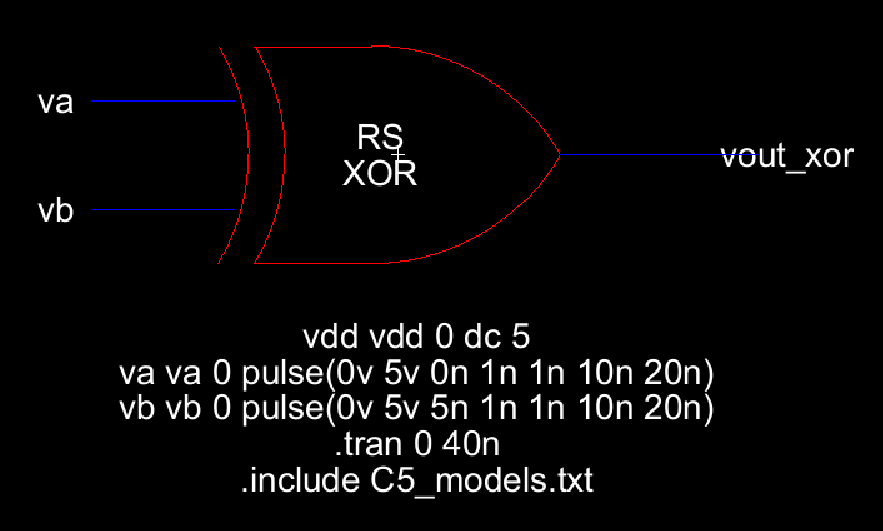 va
RS
XOR
vout_xor
vb
vdd vdd 0 dc 5
va va 0 pulse(0v 5v 0n 1n 1n 10n 20n)
vb vb 0 pulse(0v 5v 5n 1n 1n 10n 20n)
.tran 0 40n
.include C5_models.txt